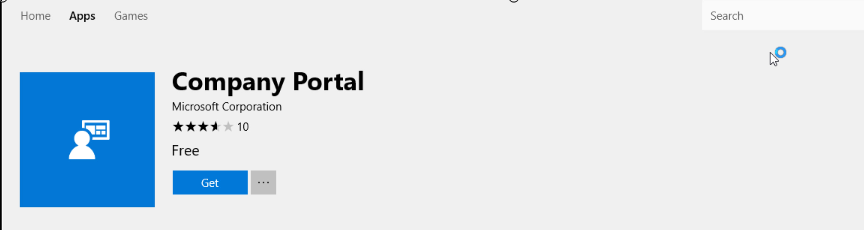 Home Apps Games Search
Company Portal
Microsoft Corporation
10
Free
Get ...